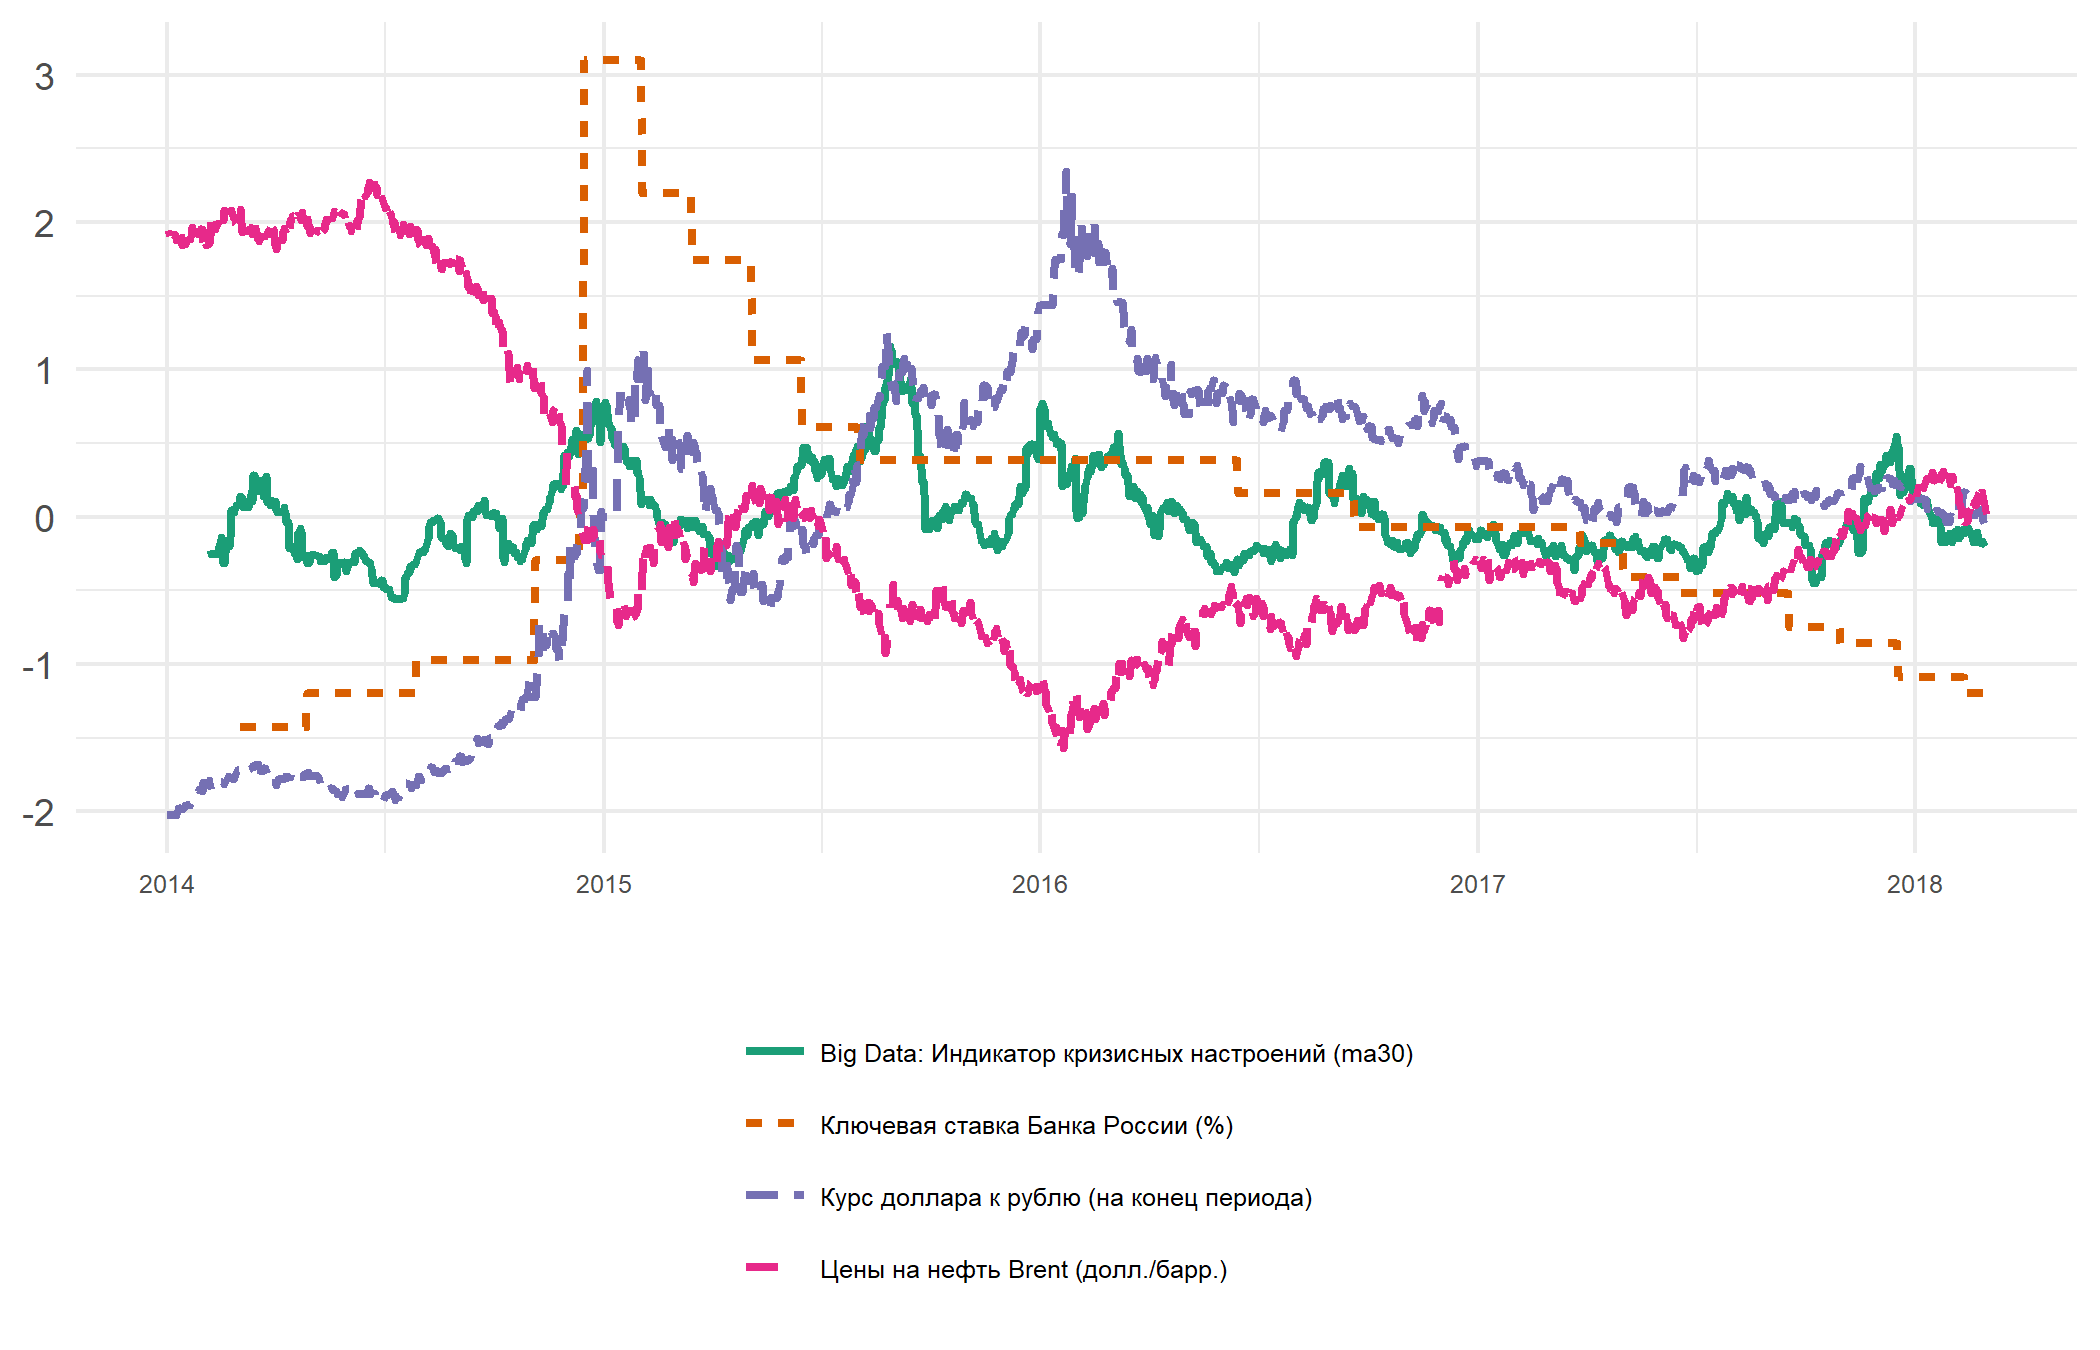 3
2
1
0
-1
-2
2014 2015 2016 2017 2018
Big Data: Индикатор кризисных настроений (ma30)
Ключевая ставка Банка России (%)
Курс доллара к рублю (на конец периода)
Цены на нефть Brent (долл./барр.)